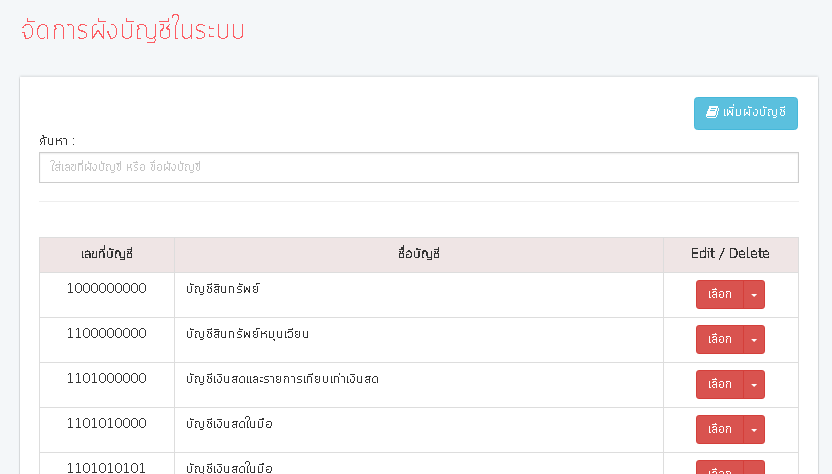 จัดการผังบัญชีในระบบ
เพิ่มผังบัญชี
ค้นหา :
ใส่เลขที่ผังบัญชี หรือ ชื่อผังบัญชี
เลขที่บัญชี ชื่อบัญชี Edit / Delete
1000000000 บัญชีสินทรัพย์ เลือก
1100000000 บัญชีสินทรัพย์หมุนเวียน เลือก
1101000000 บัญชีเงินสดและรายการเทียบเท่าเงินสด เลือก
1101010000 บัญชีเงินสดในมือ เลือก
1101010101 บัญชีเงินสดในมือ เลือก